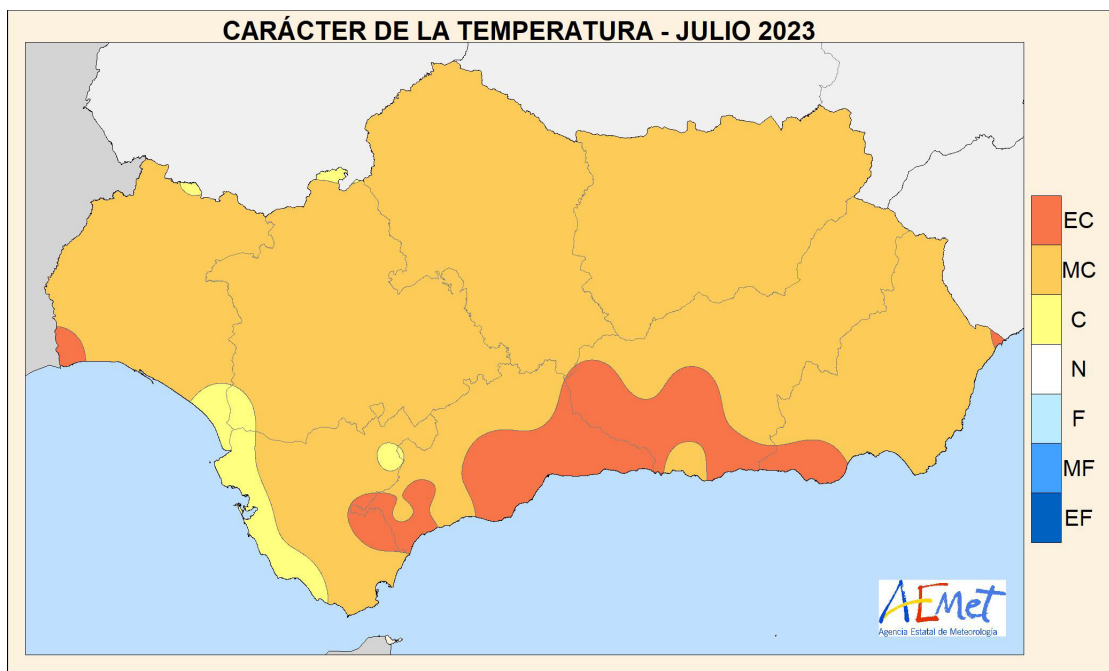 CARÁCTER DE LA TEMPERATURA - JULIO 2023
EC
MC
C
N
F
MF
EF
AEMet
Agencia Estatal de Meteorología